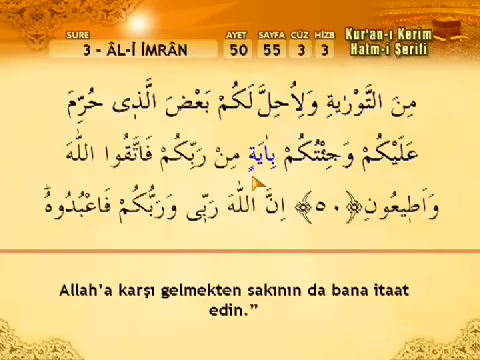 SURE AYET SAYFA CÜZ HİZB Kur'an-ı Kerim
3 - ÂL-İ İMRÂN 50 55 3 3 Hatm-i Şerifi
مِنَ التَّوْرٰيةِ وَلِاُحِلَّ لَكُمْ بَعْضَ الَّذ۪ى حُرِّمَ
عَلَيْكُمْ وَجِئْتُكُمْ بِاٰيَةٍ مِنْ رَبِّكُمْ فَاتَّقُوا اللّٰهَ
وَاَط۪يعُونِ ﴿٥٠﴾ اِنَّ اللّٰهَ رَبّ۪ى وَرَبُّكُمْ فَاعْبُدُوهُۜ
Allah’a karşı gelmekten sakının da bana itaat
edin.”